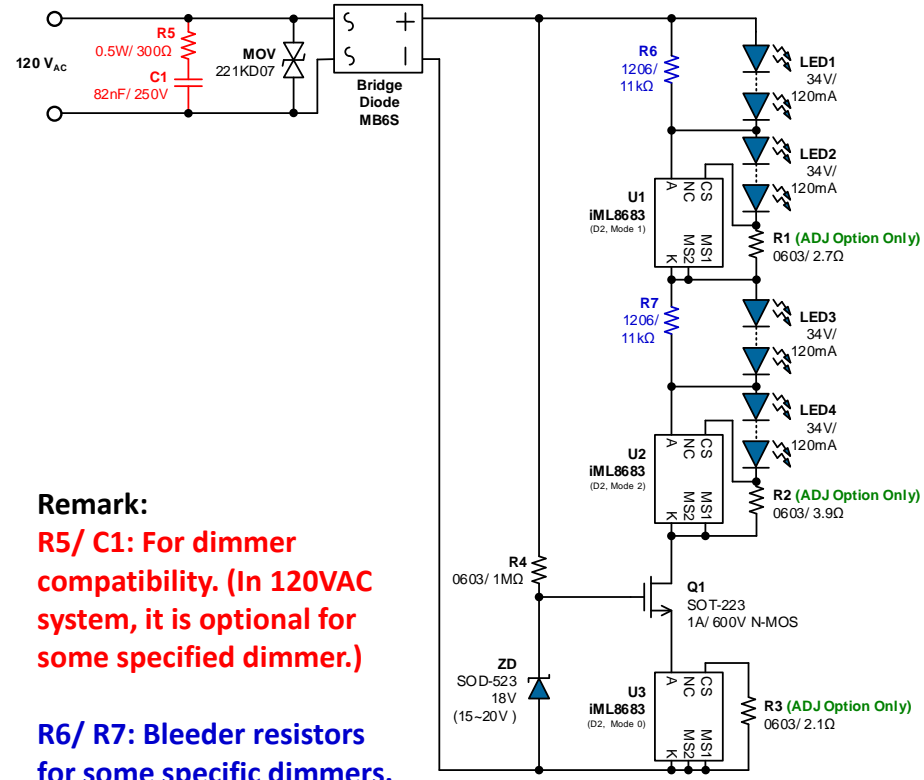 120 VAC
R5
0.5W/ 300Ω
C1
82nF/ 250V
MOV
221KD07
S
S
+
Bridge
Diode
MB6S
R6
1206/
11kΩ
LED1
34V/
120mA
LED2
34V/
120mA
U1
iML8683
(D2, Mode 1)
A
NC
CS
K
MS2
MS1
R1 (ADJ Option Only)
0603/ 2.7Ω
R7
1206/
11kΩ
LED3
34V/
120mA
LED4
34V/
120mA
U2
iML8683
(D2, Mode 2)
A
NC
CS
K
MS2
MS1
R2 (ADJ Option Only)
0603/ 3.9Ω
R4
0603/ 1MΩ
Q1
SOT-223
1A/ 600V N-MOS
ZD
SOD-523
18V
(15~20V )
U3
iML8683
(D2, Mode 0)
A
NC
CS
K
MS2
MS1
R3 (ADJ Option Only)
0603/ 2.1Ω
Remark:
R5/ C1: For dimmer
compatibility. (In 120VAC
system, it is optional for
some specified dimmer.)
R6/ R7: Bleeder resistors
for some specific dimmers.